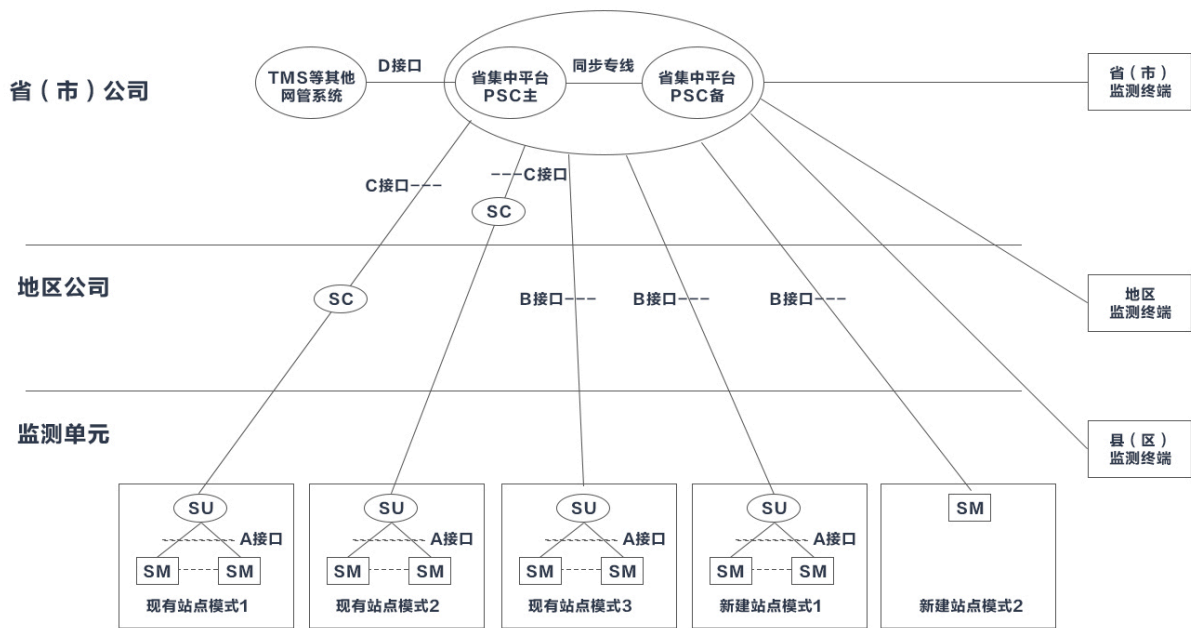 省（市）公司
TMS等其他
网管系统
D接口
省集中平台
PSC主
同步专线
省集中平台
PSC备
省（市）
监测终端
C接口
C接口
SC
地区公司
SC
B接口
B接口
B接口
地区
监测终端
监测单元
县（区）
监测终端
SU
A接口
SM
SM
现有站点模式1
SU
A接口
SM
SM
现有站点模式2
SU
A接口
SM
SM
现有站点模式3
SU
A接口
SM
SM
新建站点模式1
SM
新建站点模式2